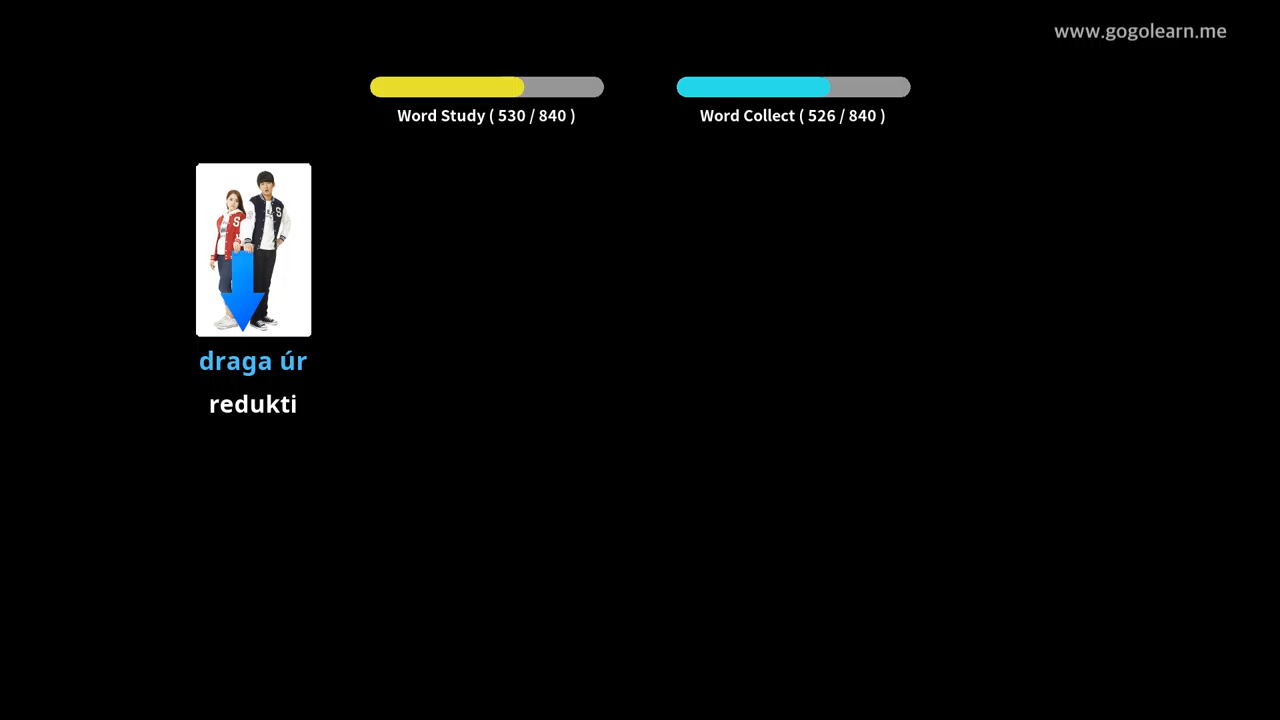 www.gogolearn.me
Word Study ( 530 / 840 )
Word Collect ( 526 / 840 )
S
S
draga úr
redukti